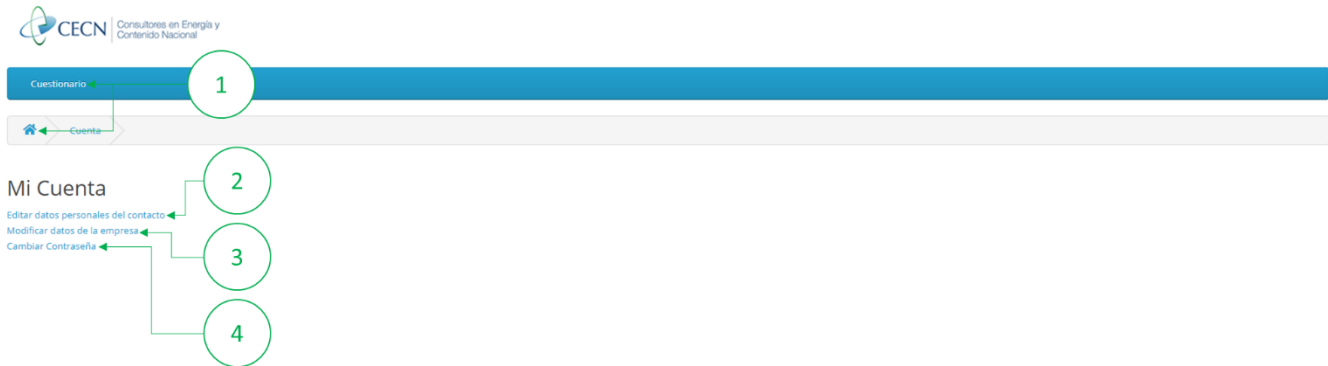 CECN
Consultores en Energía y
Contenido Nacional
Cuestionario
1
Cuenta
Mi Cuenta
2
Editar datos personales del contacto
Modificar datos de la empresa
3
Cambiar Contraseña
4